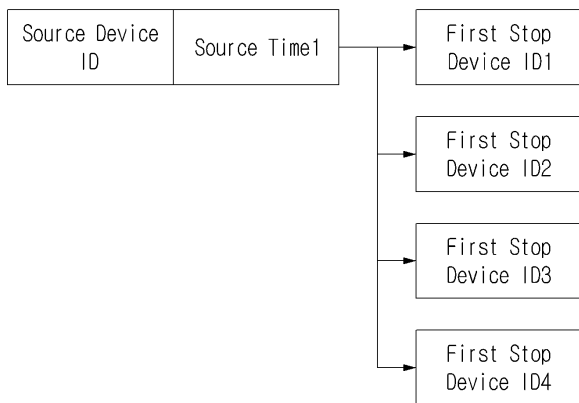 Source Device
ID
Source Time1
First Stop
Device ID1
First Stop
Device ID2
First Stop
Device ID3
First Stop
Device ID4